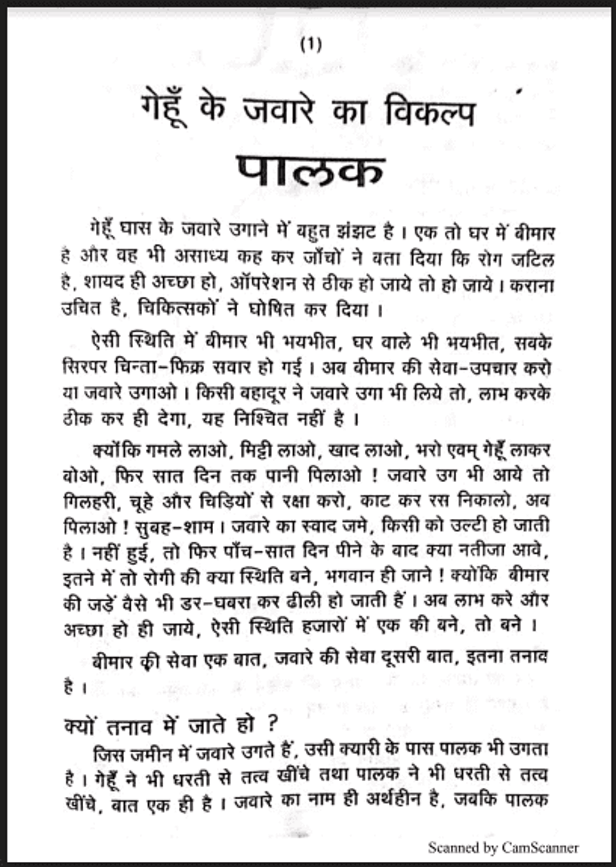 (1)
गेहूँ के जवारे का विकल्प
पालक
गेहूँ घास के जवारे उगाने में बहुत झंझट है । एक तो घर में बीमार
है और वह भी असाध्य कह कर जाँचों ने बता दिया कि रोग जटिल
है, शायद ही अच्छा हो, ऑपरेशन से ठीक हो जाये तो हो जाये । कराना
उचित है, चिकित्सकों ने घोषित कर दिया ।
ऐसी स्थिति में बीमार भी भयभीत, घर वाले भी भयभीत, सबके
सिरपर चिन्ता-फिक्र सवार हो गई । अब बीमार की सेवा-उपचार करो
या जवारे उगाओ । किसी बहादूर ने जवारे उगा भी लिये तो, लाभ करके
ठीक कर ही देगा, यह निश्चित नहीं है ।
क्योंकि गमले लाओ, मिट्टी लाओ, खाद लाओ, भरो एवम् गेहूँ लाकर
बोओ, फिर सात दिन तक पानी पिलाओ ! जवारे उग भी आये तो
गिलहरी, चूहे और चिड़ियों से रक्षा करो, काट कर रस निकालो, अब
पिलाओ ! सुबह-शाम । जवारे का स्वाद जमे, किसी को उल्टी हो जाती
है । नहीं हुई, तो फिर पाँच-सात दिन पीने के बाद क्या नतीजा आवे,
इतने में तो रोगी की क्या स्थिति बने, भगवान ही जाने ! क्योंकि बीमार
की जड़ें वैसे भी डर-घबरा कर ढीली हो जाती हैं । अब लाभ करे और
अच्छा हो ही जाये, ऐसी स्थिति हजारों में एक की बने, तो बने ।
बीमार की सेवा एक बात, जवारे की सेवा दूसरी बात, इतना तनाव
है ।
क्यों तनाव में जाते हो ?
जिस जमीन में जवारे उगते हैं, उसी क्यारी के पास पालक भी उगता
है । गेहूँ ने भी धरती से तत्व खींचे तथा पालक ने भी धरती से तत्व
खींचे, बात एक ही है । जवारे का नाम ही अर्थहीन है, जबकि पालक
Scanned by CamScanner